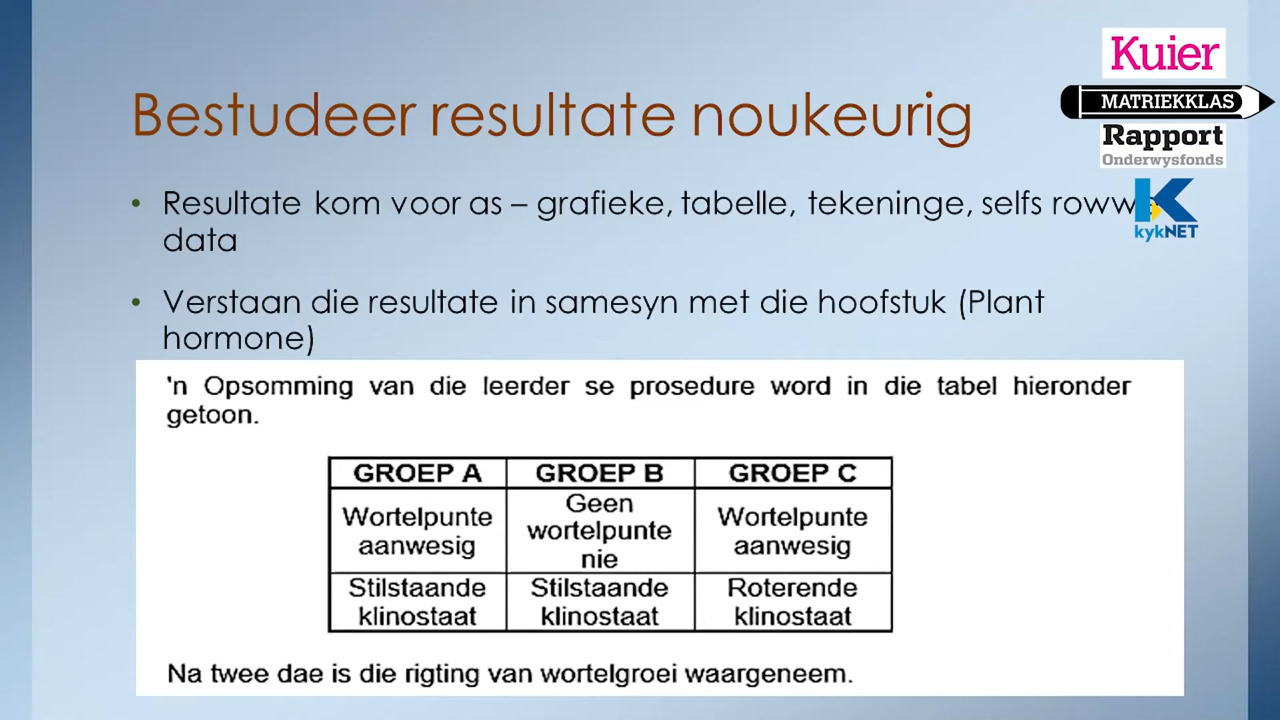 Kuier
MATRIEKKLAS
Rapport
Onderwysfonds
kykNET
Bestudeer resultate noukeurig
• Resultate kom voor as – grafieke, tabelle, tekeninge, selfs rowwe
data
• Verstaan die resultate in samesyn met die hoofstuk (Plant
hormone)
'n Opsomming van die leerder se prosedure word in die tabel hieronder
getoon.
GROEP A GROEP B GROEP C
Wortelpunte aanwesig Geen wortelpunte nie Wortelpunte aanwesig
Stilstaande klinostaat Stilstaande klinostaat Roterende klinostaat
Na twee dae is die rigting van wortelgroei waargeneem.